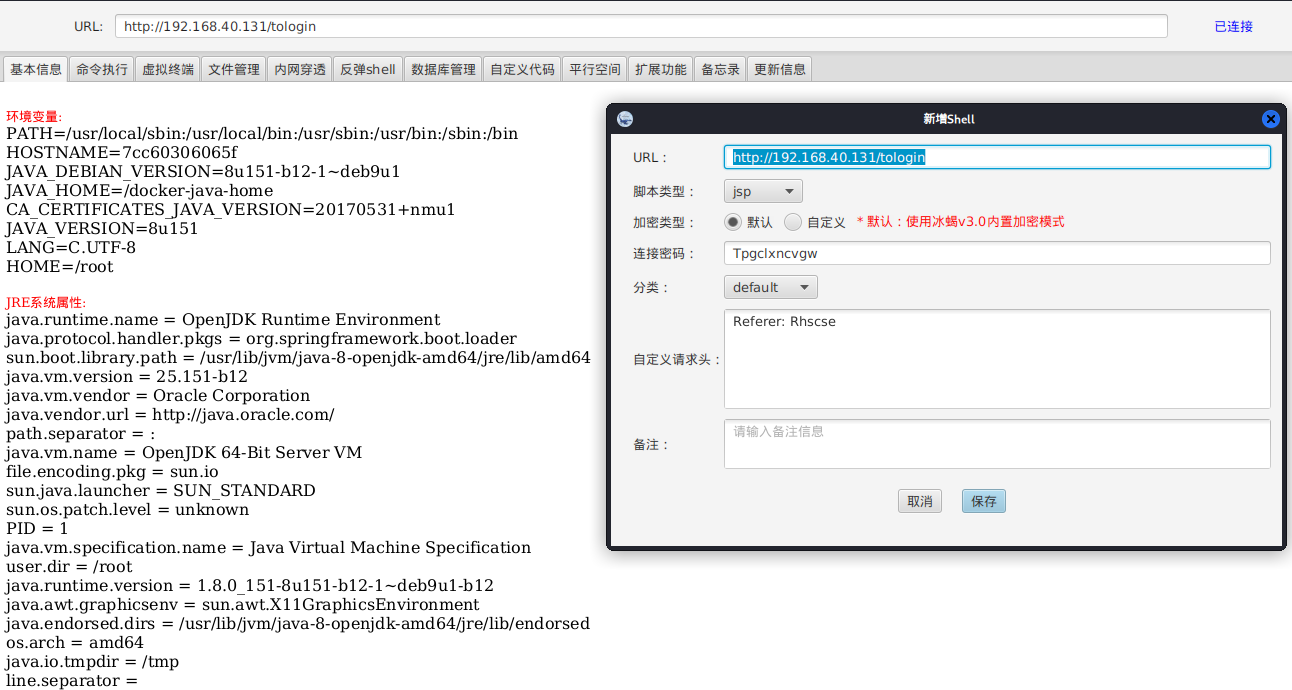 URL: http://192.168.40.131/tologin 已连接
基本信息 命令执行 虚拟终端 文件管理 内网穿透 反弹shell 数据库管理 自定义代码 平行空间 扩展功能 备忘录 更新信息
环境变量:
PATH=/usr/local/sbin:/usr/local/bin:/usr/sbin:/usr/bin:/sbin:/bin
HOSTNAME=7cc60306065f
JAVA_DEBIAN_VERSION=8u151-b12-1~deb9u1
JAVA_HOME=/docker-java-home
CA_CERTIFICATES_JAVA_VERSION=20170531+nmu1
JAVA_VERSION=8u151
LANG=C.UTF-8
HOME=/root
JRE系统属性:
java.runtime.name = OpenJDK Runtime Environment
java.protocol.handler.pkgs = org.springframework.boot.loader
sun.boot.library.path = /usr/lib/jvm/java-8-openjdk-amd64/jre/lib/amd64
java.vm.version = 25.151-b12
java.vm.vendor = Oracle Corporation
java.vendor.url = http://java.oracle.com/
path.separator = :
java.vm.name = OpenJDK 64-Bit Server VM
file.encoding.pkg = sun.io
sun.java.launcher = SUN_STANDARD
sun.os.patch.level = unknown
PID = 1
java.vm.specification.name = Java Virtual Machine Specification
user.dir = /root
java.runtime.version = 1.8.0_151-8u151-b12-1~deb9u1-b12
java.awt.graphicsenv = sun.awt.X11GraphicsEnvironment
java.endorsed.dirs = /usr/lib/jvm/java-8-openjdk-amd64/jre/lib/endorsed
os.arch = amd64
java.io.tmpdir = /tmp
line.separator =
新增Shell
URL： http://192.168.40.131/tologin
脚本类型： jsp
加密类型： 默认 自定义 * 默认：使用冰蝎v3.0内置加密模式
连接密码： Tpgclxncvgw
分类： default
自定义请求头： Referer: Rhscse
备注： 请输入备注信息
取消 保存